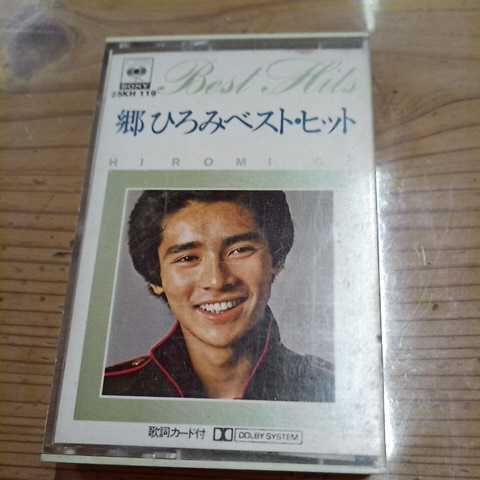 SONY
25KH 119
Best Hits
郷ひろみベスト・ヒット
HIROMI GO
歌詞カード付 DOLBY SYSTEM